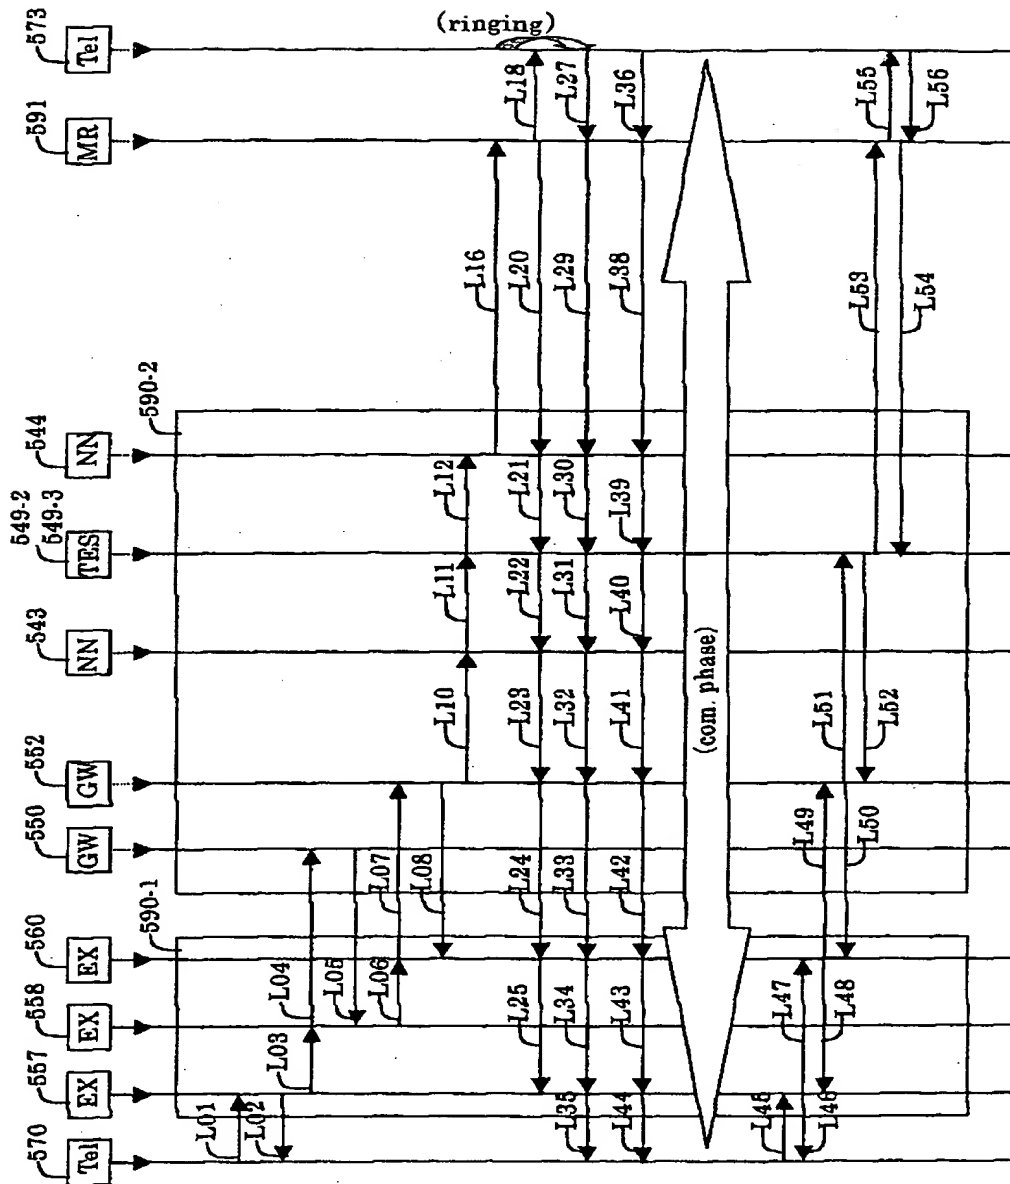 570
Tel
557
EX
558
EX
560
EX
590-1
550
GW
552
GW
543
NN
549-2
549-3
TES
544
NN
590-2
591
MR
573
Tel
L01
L02
L03
L04
L05
L06
L07
L08
L10
L11
L12
L16
L18
(ringing)
L20
L21
L22
L23
L24
L25
L27
L29
L30
L31
L32
L33
L34
L35
L36
L38
L39
L40
L41
L42
L43
L44
(com. phase)
L45
L46
L47
L48
L49
L50
L51
L52
L53
L54
L55
L56